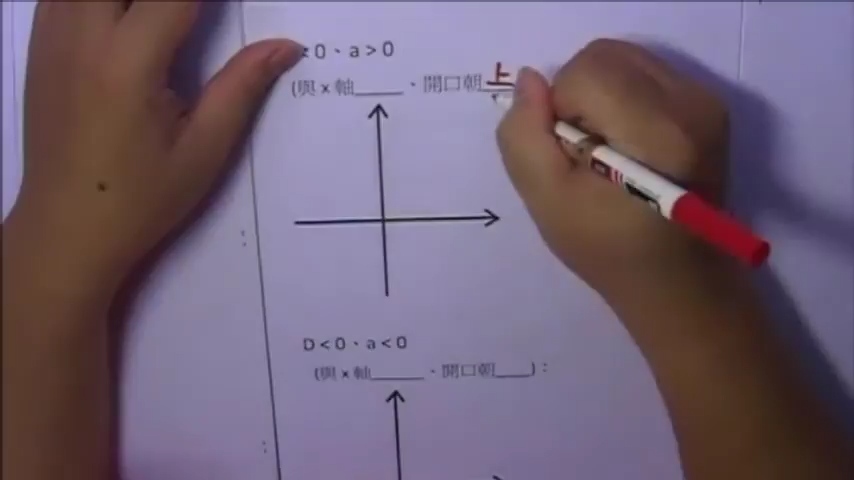 < 0、a > 0
(與 x 軸_____、開口朝上
D < 0、a < 0
(與 x 軸______、開口朝____)：